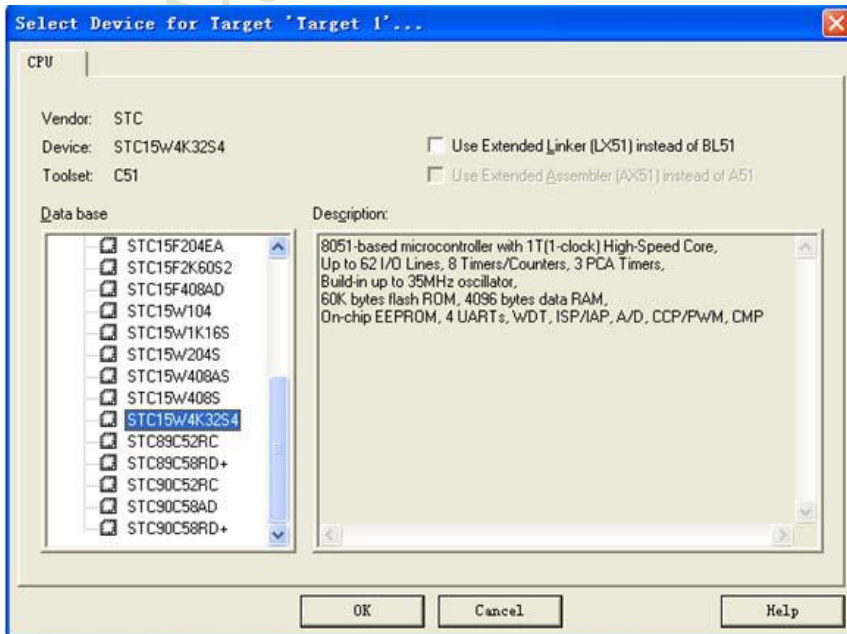 Select Device for Target 'Target 1'...
CPU
Vendor: STC
Device: STC15W4K32S4
Toolset: C51
Use Extended Linker (LX51) instead of BL51
Use Extended Assembler (AX51) instead of A51
Data base
STC15F204EA
STC15F2K60S2
STC15F408AD
STC15W104
STC15W1K16S
STC15W204S
STC15W408AS
STC15W408S
STC15W4K32S4
STC89C52RC
STC89C58RD+
STC90C52RC
STC90C58AD
STC90C58RD+
Description:
8051-based microcontroller with 1T(1-clock) High-Speed Core,
Up to 62 I/O Lines, 8 Timers/Counters, 3 PCA Timers,
Build-in up to 35MHz oscillator,
60K bytes flash ROM, 4096 bytes data RAM,
On-chip EEPROM, 4 UARTs, WDT, ISP/IAP, A/D, CCP/PWM, CMP
OK
Cancel
Help